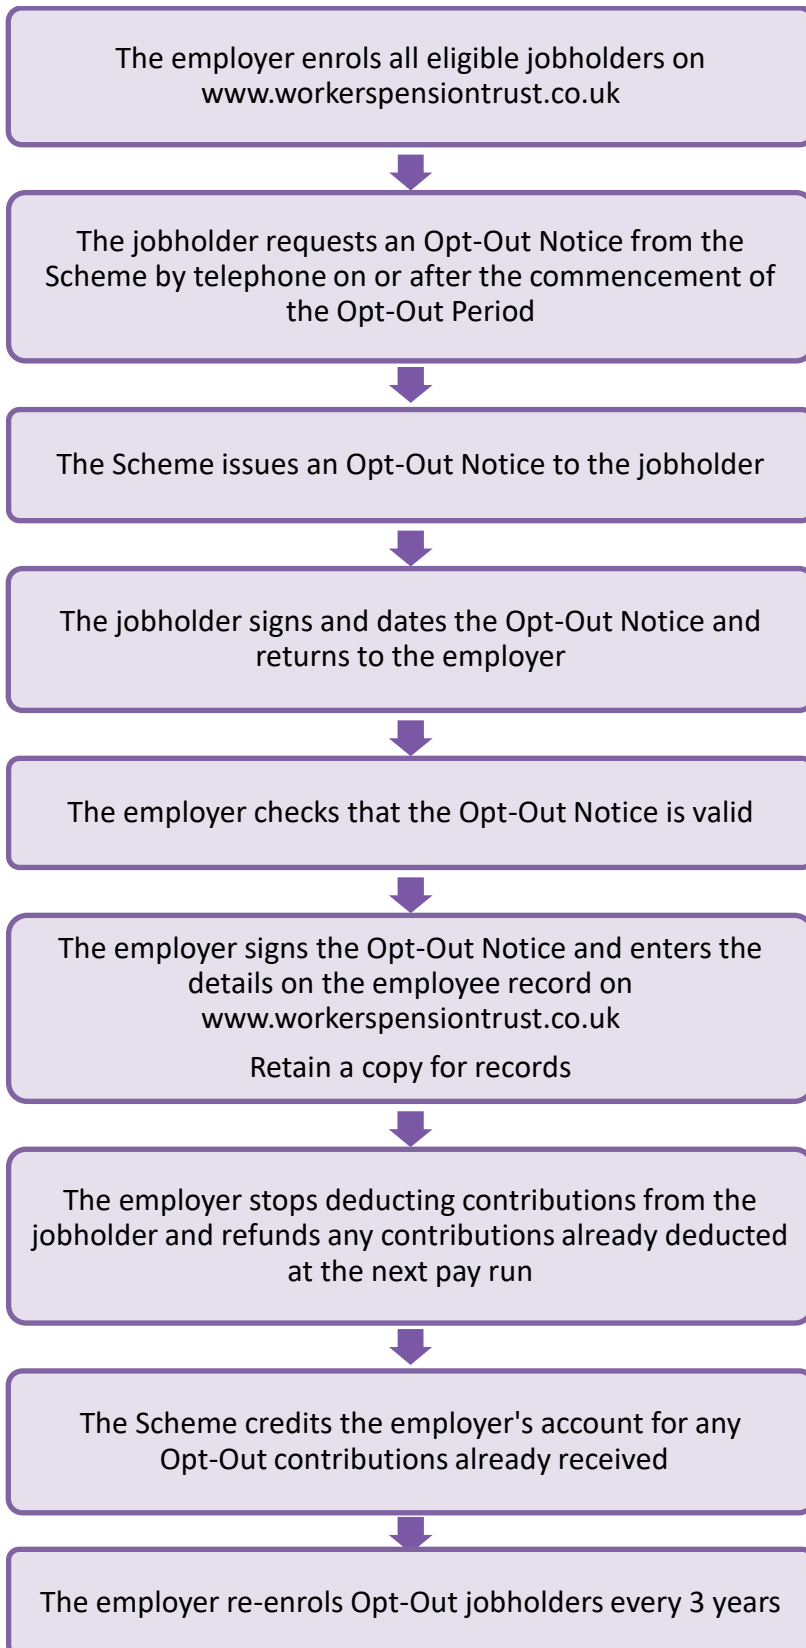 The employer enrols all eligible jobholders on
www.workerspensiontrust.co.uk
The jobholder requests an Opt-Out Notice from the
Scheme by telephone on or after the commencement of
the Opt-Out Period
The Scheme issues an Opt-Out Notice to the jobholder
The jobholder signs and dates the Opt-Out Notice and
returns to the employer
The employer checks that the Opt-Out Notice is valid
The employer signs the Opt-Out Notice and enters the
details on the employee record on
www.workerspensiontrust.co.uk
Retain a copy for records
The employer stops deducting contributions from the
jobholder and refunds any contributions already deducted
at the next pay run
The Scheme credits the employer's account for any
Opt-Out contributions already received
The employer re-enrols Opt-Out jobholders every 3 years